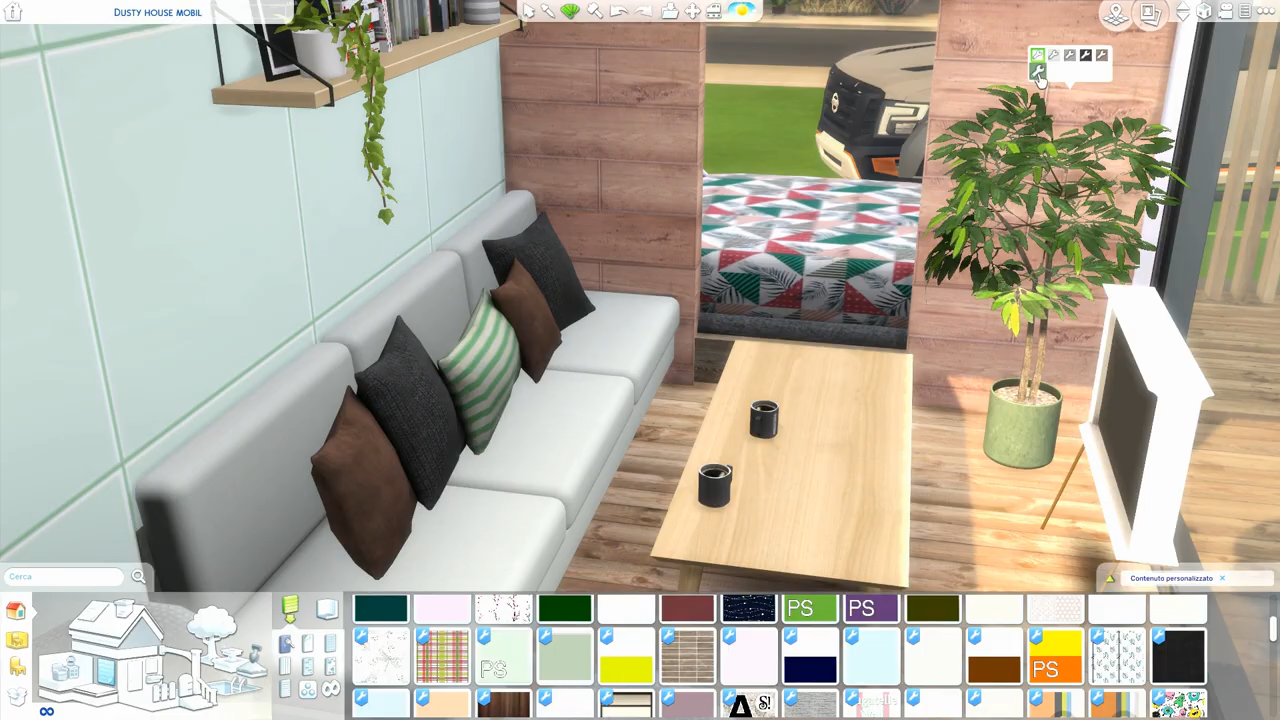 Dusty house mobil
Cerca
Contenuto personalizzato
PS
PS
PS
PS
A
S!